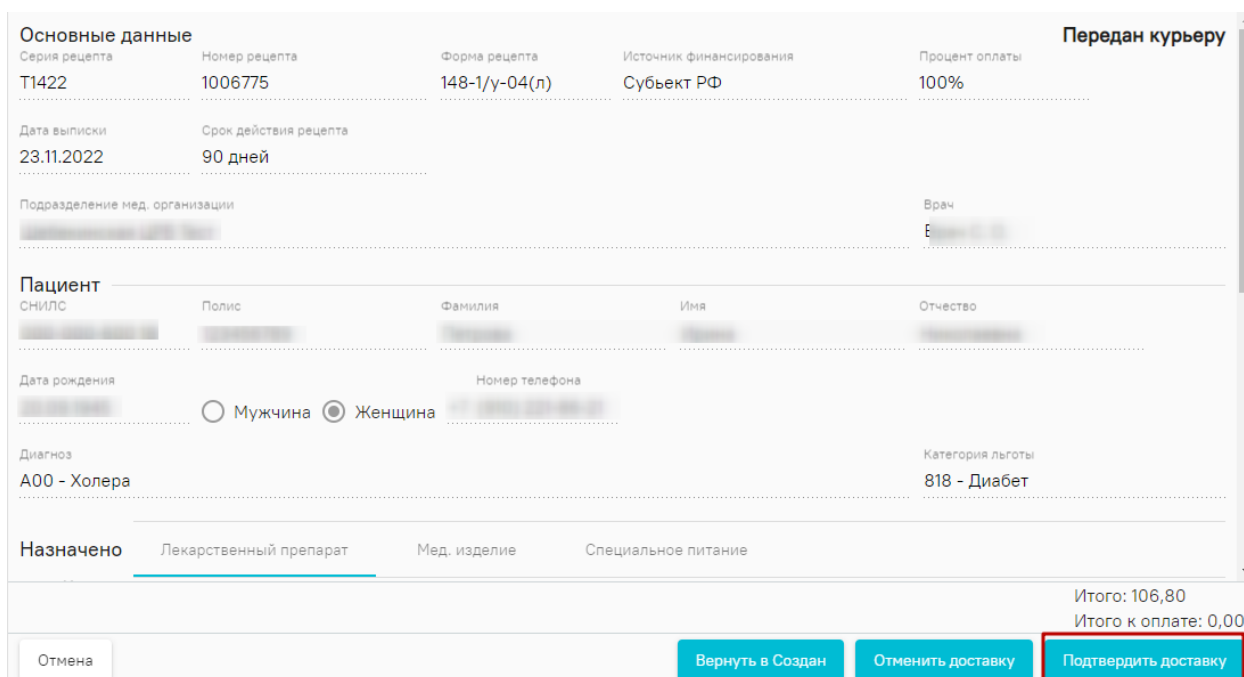 Основные данные
Передан курьеру
Серия рецепта Номер рецепта Форма рецепта Источник финансирования Процент оплаты
Т1422 1006775 148-1/у-04(л) Субъект РФ 100%
Дата выписки Срок действия рецепта
23.11.2022 90 дней
Подразделение мед. организации Врач
Пациент
СНИЛС Полис Фамилия Имя Отчество
Дата рождения Номер телефона
Мужчина Женщина
Диагноз Категория льготы
A00 - Холера 818 - Диабет
Назначено Лекарственный препарат Мед. изделие Специальное питание
Итого: 106,80
Итого к оплате: 0,00
Отмена Вернуть в Создан Отменить доставку Подтвердить доставку